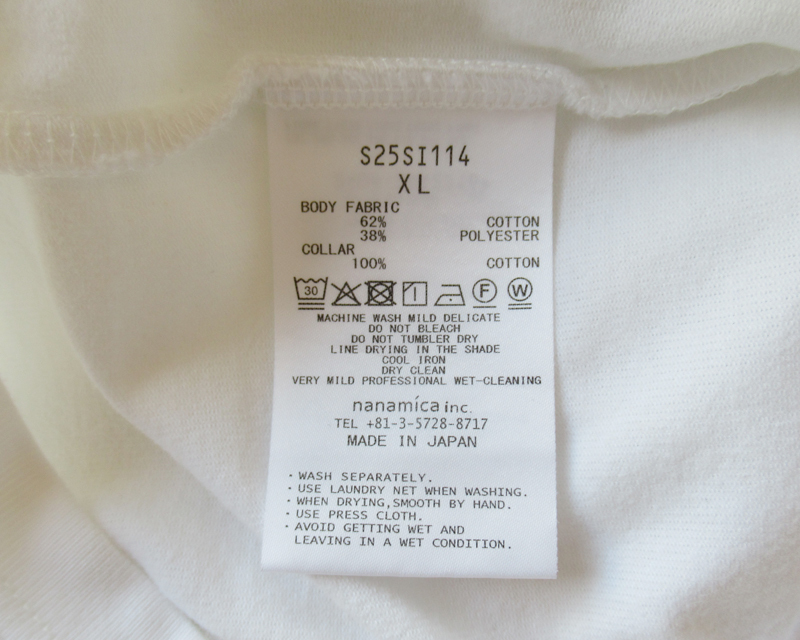 S25SI114
XL
BODY FABRIC
62% COTTON
38% POLYESTER
COLLAR
100% COTTON
30 F W
MACHINE WASH MILD DELICATE
DO NOT BLEACH
DO NOT TUMBLE DRY
LINE DRYING IN THE SHADE
COOL IRON
DRY CLEAN
VERY MILD PROFESSIONAL WET-CLEANING
nanamica inc.
TEL +81-3-5728-8717
MADE IN JAPAN
・WASH SEPARATELY.
・USE LAUNDRY NET WHEN WASHING.
・WHEN DRYING,SMOOTH BY HAND.
・USE PRESS CLOTH.
・AVOID GETTING WET AND
LEAVING IN A WET CONDITION.